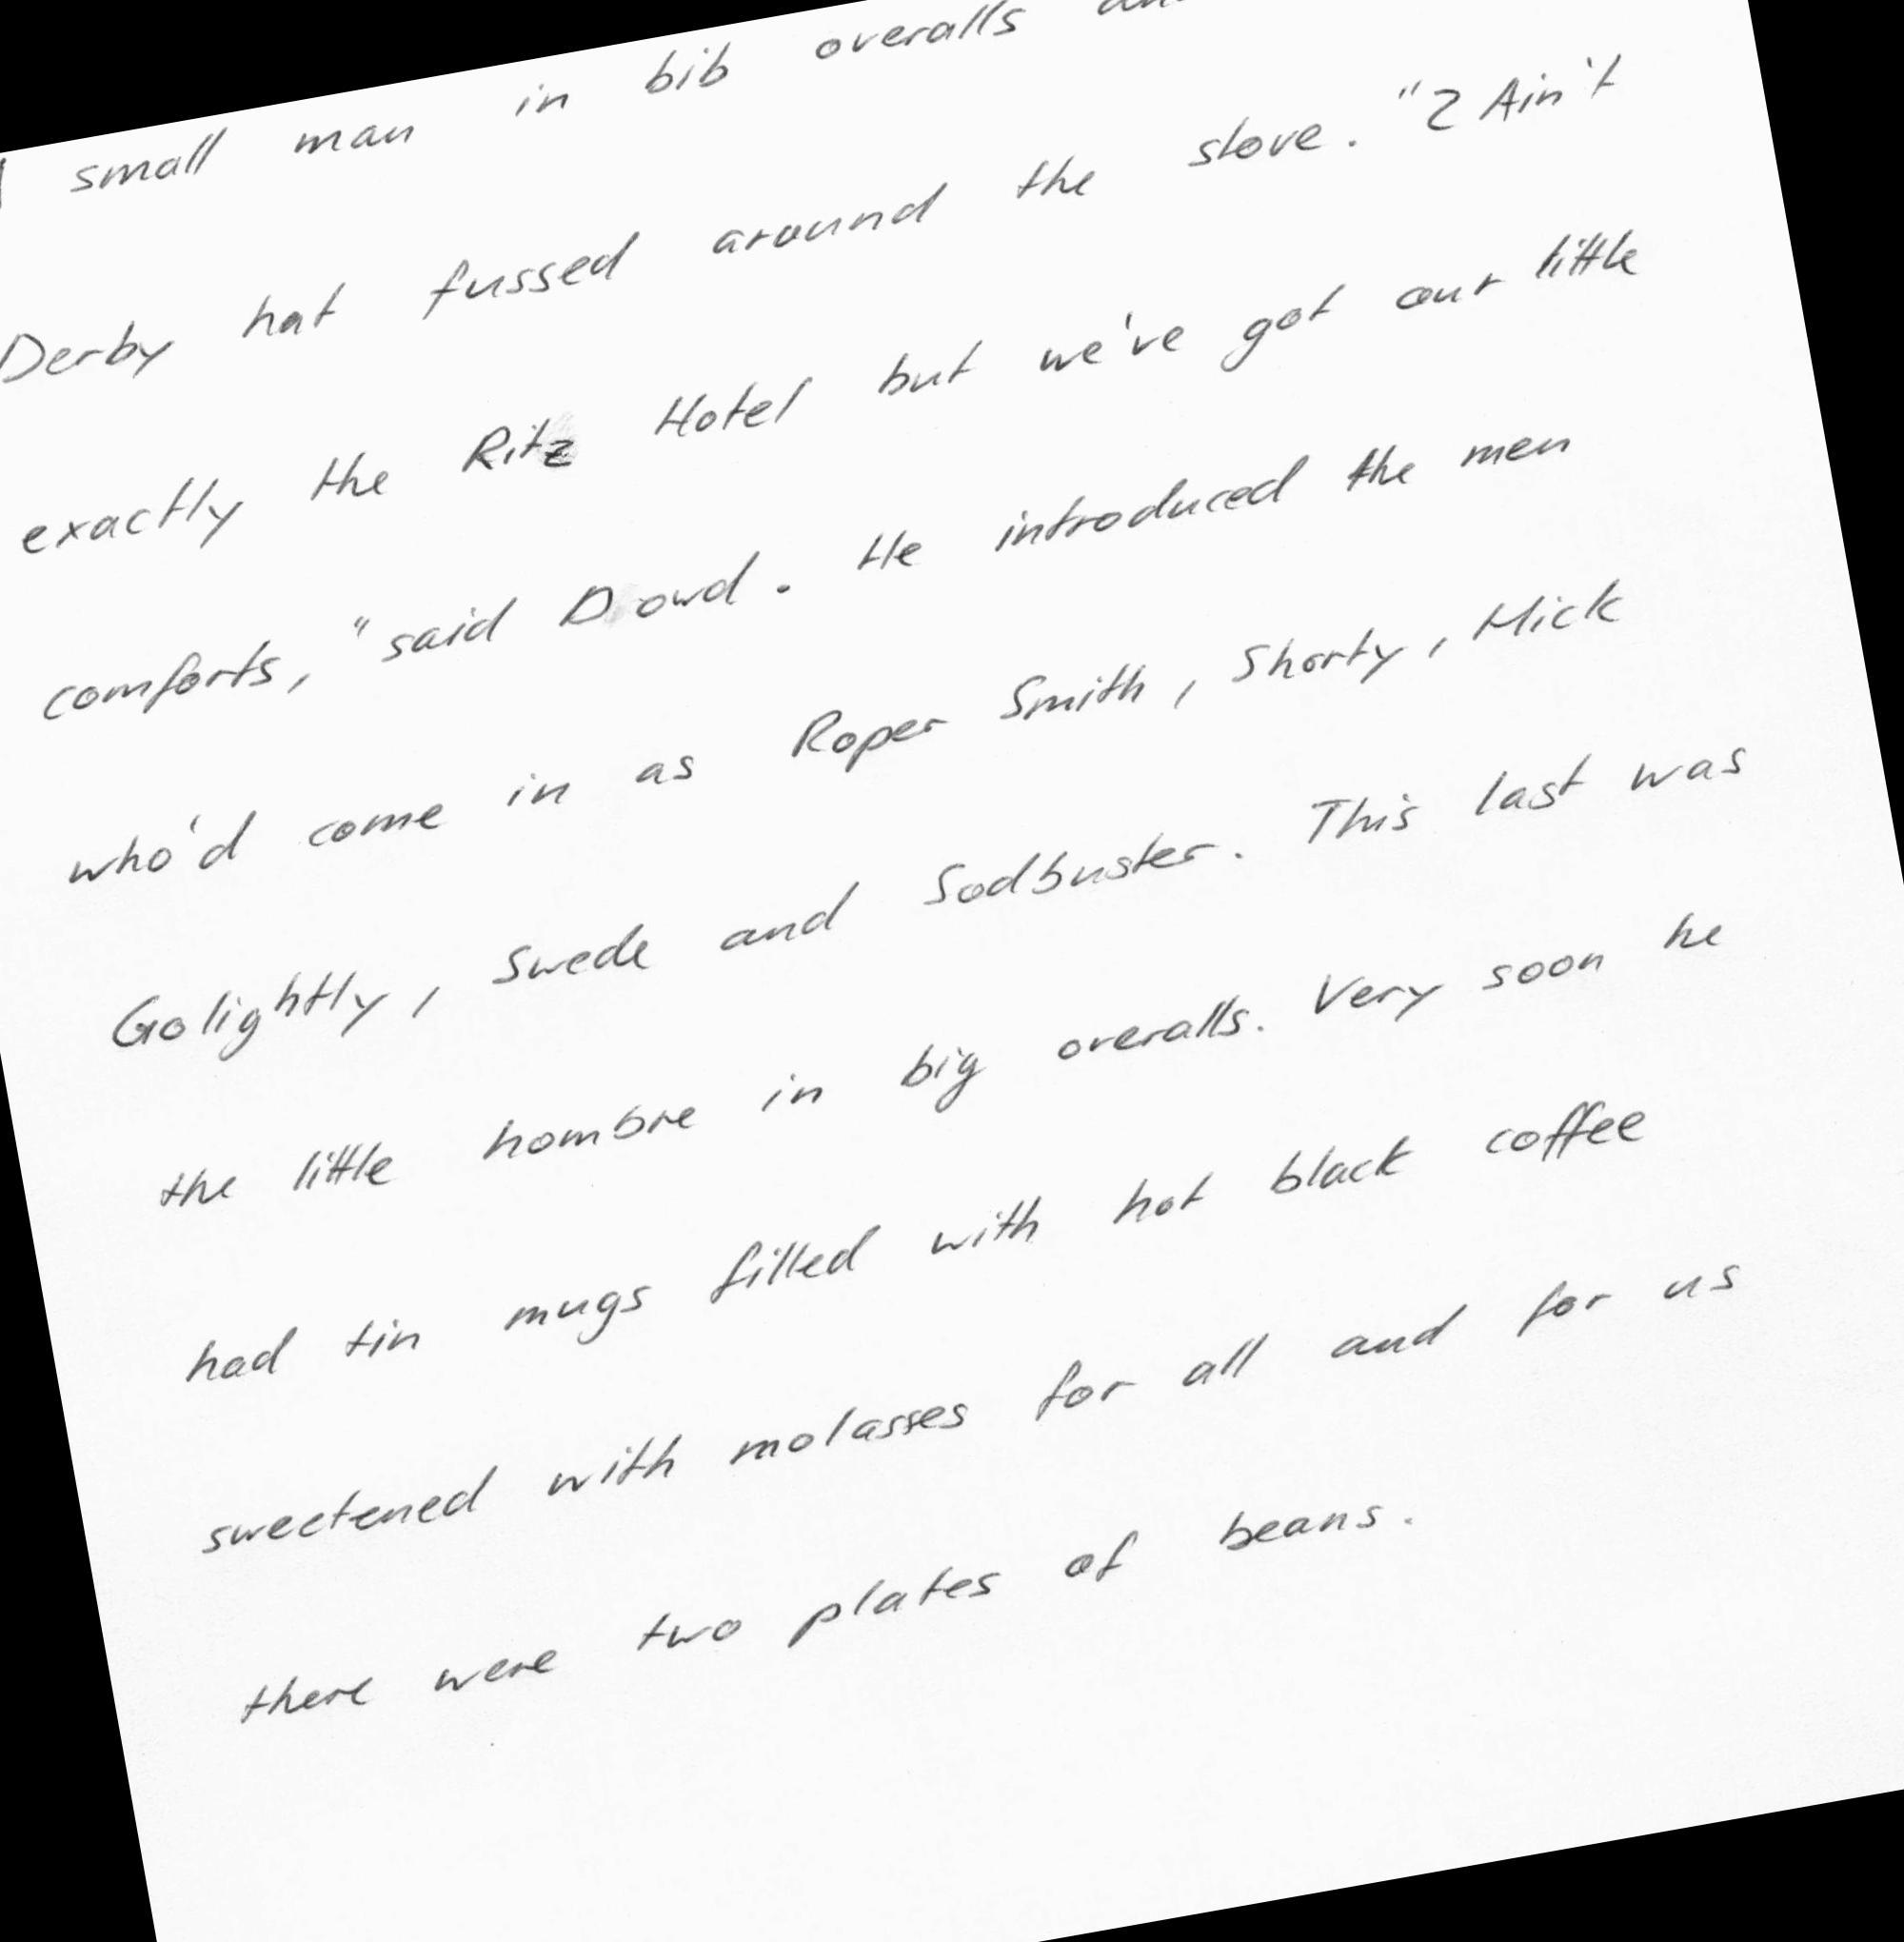 small man in bib overalls
Derby hat fussed around the stove. "2 Ain't
exactly the Ritz Hotel but we've got our little
comforts," said Dowd. He introduced the men
who'd come in as Roper Smith, Shorty, Mick
Golightly, Swede and Sodbuster. This last was
the little hombre in big overalls. Very soon he
had tin mugs filled with hot black coffee
sweetened with molasses for all and for us
there were two plates of beans.